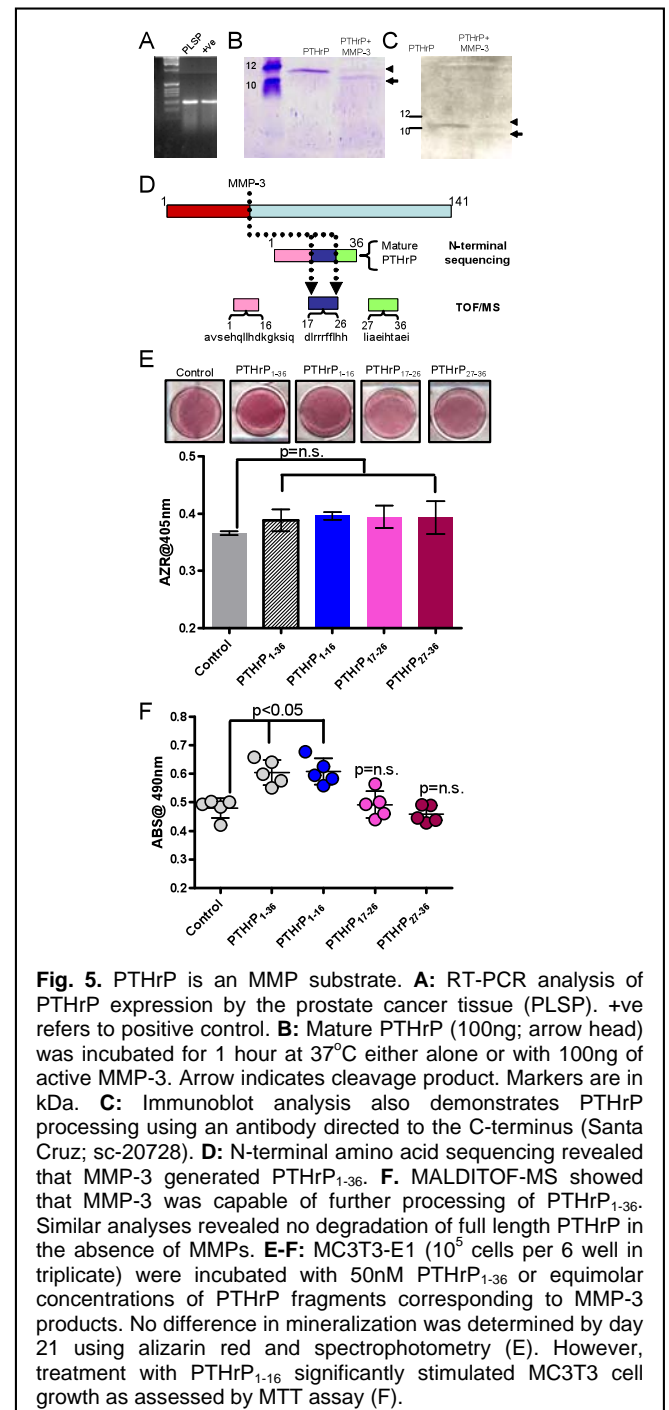 A
B
C
PLSP
+ve
PTHrP
PTHrP+
MMP-3
PTHrP
PTHrP+
MMP-3
12
10
12
10
D
MMP-3
1
141
1
36
Mature
PTHrP
N-terminal
sequencing
TOF/MS
1 16
17 26
27 36
avsehqllhdkgksiq
dlrrrfflhh
liaeihtaei
E
Control
PTHrP1-36
PTHrP1-16
PTHrP17-26
PTHrP27-36
p=n.s.
0.5
0.4
0.3
0.2
AZR@405nm
Control
PTHrP1-36
PTHrP1-16
PTHrP17-26
PTHrP27-36
F
p<0.05
p=n.s.
p=n.s.
0.8
0.7
0.6
0.5
0.4
0.3
0.2
ABS@ 490nm
Control
PTHrP1-36
PTHrP1-16
PTHrP17-26
PTHrP27-36
Fig. 5. PTHrP is an MMP substrate. A: RT-PCR analysis of
PTHrP expression by the prostate cancer tissue (PLSP). +ve
refers to positive control. B: Mature PTHrP (100ng; arrow head)
was incubated for 1 hour at 37°C either alone or with 100ng of
active MMP-3. Arrow indicates cleavage product. Markers are in
kDa. C: Immunoblot analysis also demonstrates PTHrP
processing using an antibody directed to the C-terminus (Santa
Cruz; sc-20728). D: N-terminal amino acid sequencing revealed
that MMP-3 generated PTHrP1-36. F. MALDITOF-MS showed
that MMP-3 was capable of further processing of PTHrP1-36.
Similar analyses revealed no degradation of full length PTHrP in
the absence of MMPs. E-F: MC3T3-E1 (10⁵ cells per 6 well in
triplicate) were incubated with 50nM PTHrP1-36 or equimolar
concentrations of PTHrP fragments corresponding to MMP-3
products. No difference in mineralization was determined by day
21 using alizarin red and spectrophotometry (E). However,
treatment with PTHrP1-16 significantly stimulated MC3T3 cell
growth as assessed by MTT assay (F).